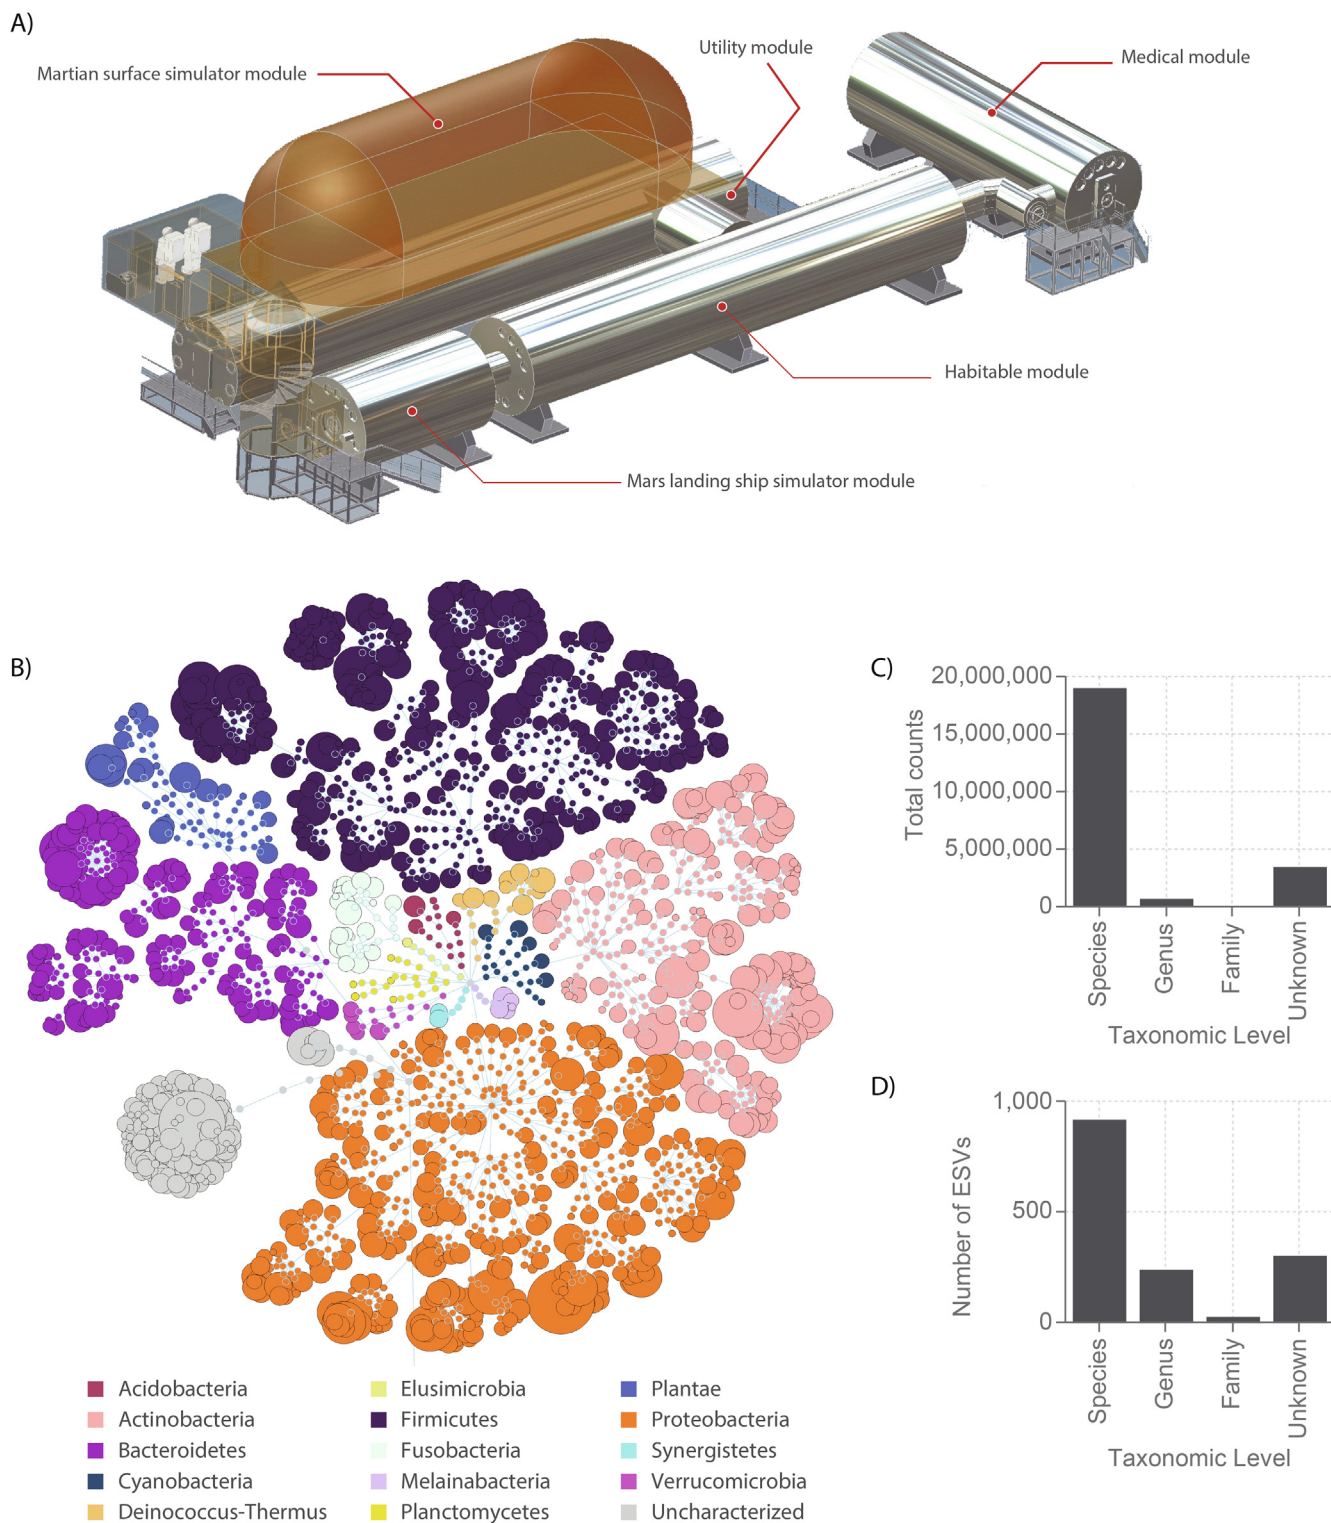 A)
Martian surface simulator module
Utility module
Medical module
Habitable module
Mars landing ship simulator module
B)
Acidobacteria
Actinobacteria
Bacteroidetes
Cyanobacteria
Deinococcus-Thermus
Elusimicrobia
Firmicutes
Fusobacteria
Melainabacteria
Planctomycetes
Plantae
Proteobacteria
Synergistetes
Verrucomicrobia
Uncharacterized
C)
Total counts
20,000,000
15,000,000
10,000,000
5,000,000
0
Species
Genus
Family
Unknown
Taxonomic Level
D)
Number of ESVs
1,000
500
0
Species
Genus
Family
Unknown
Taxonomic Level